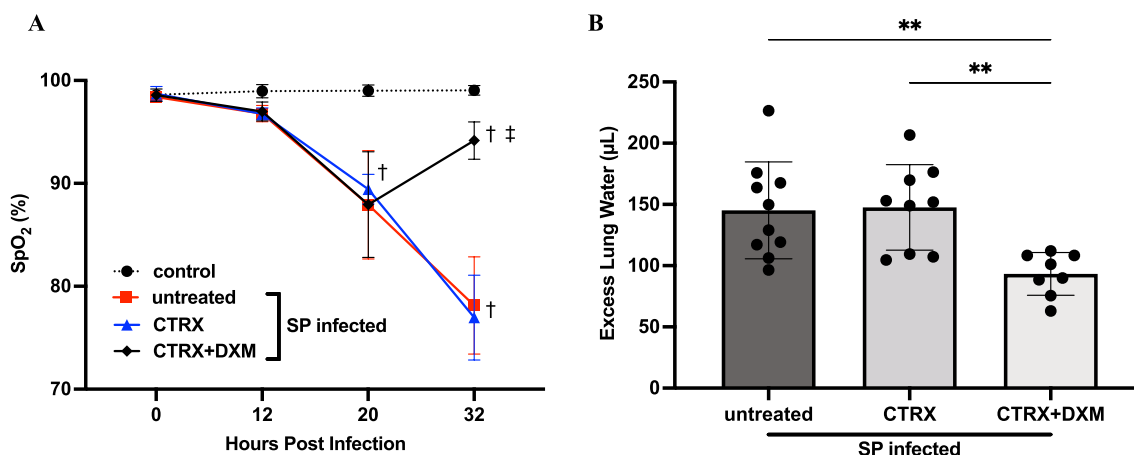 A
SpO2 (%)
100
90
80
70
† ‡
†
†
control
untreated
CTRX
CTRX+DXM
SP infected
0 12 20 32
Hours Post Infection
B
**
**
Excess Lung Water (μL)
250
200
150
100
50
0
untreated CTRX CTRX+DXM
SP infected